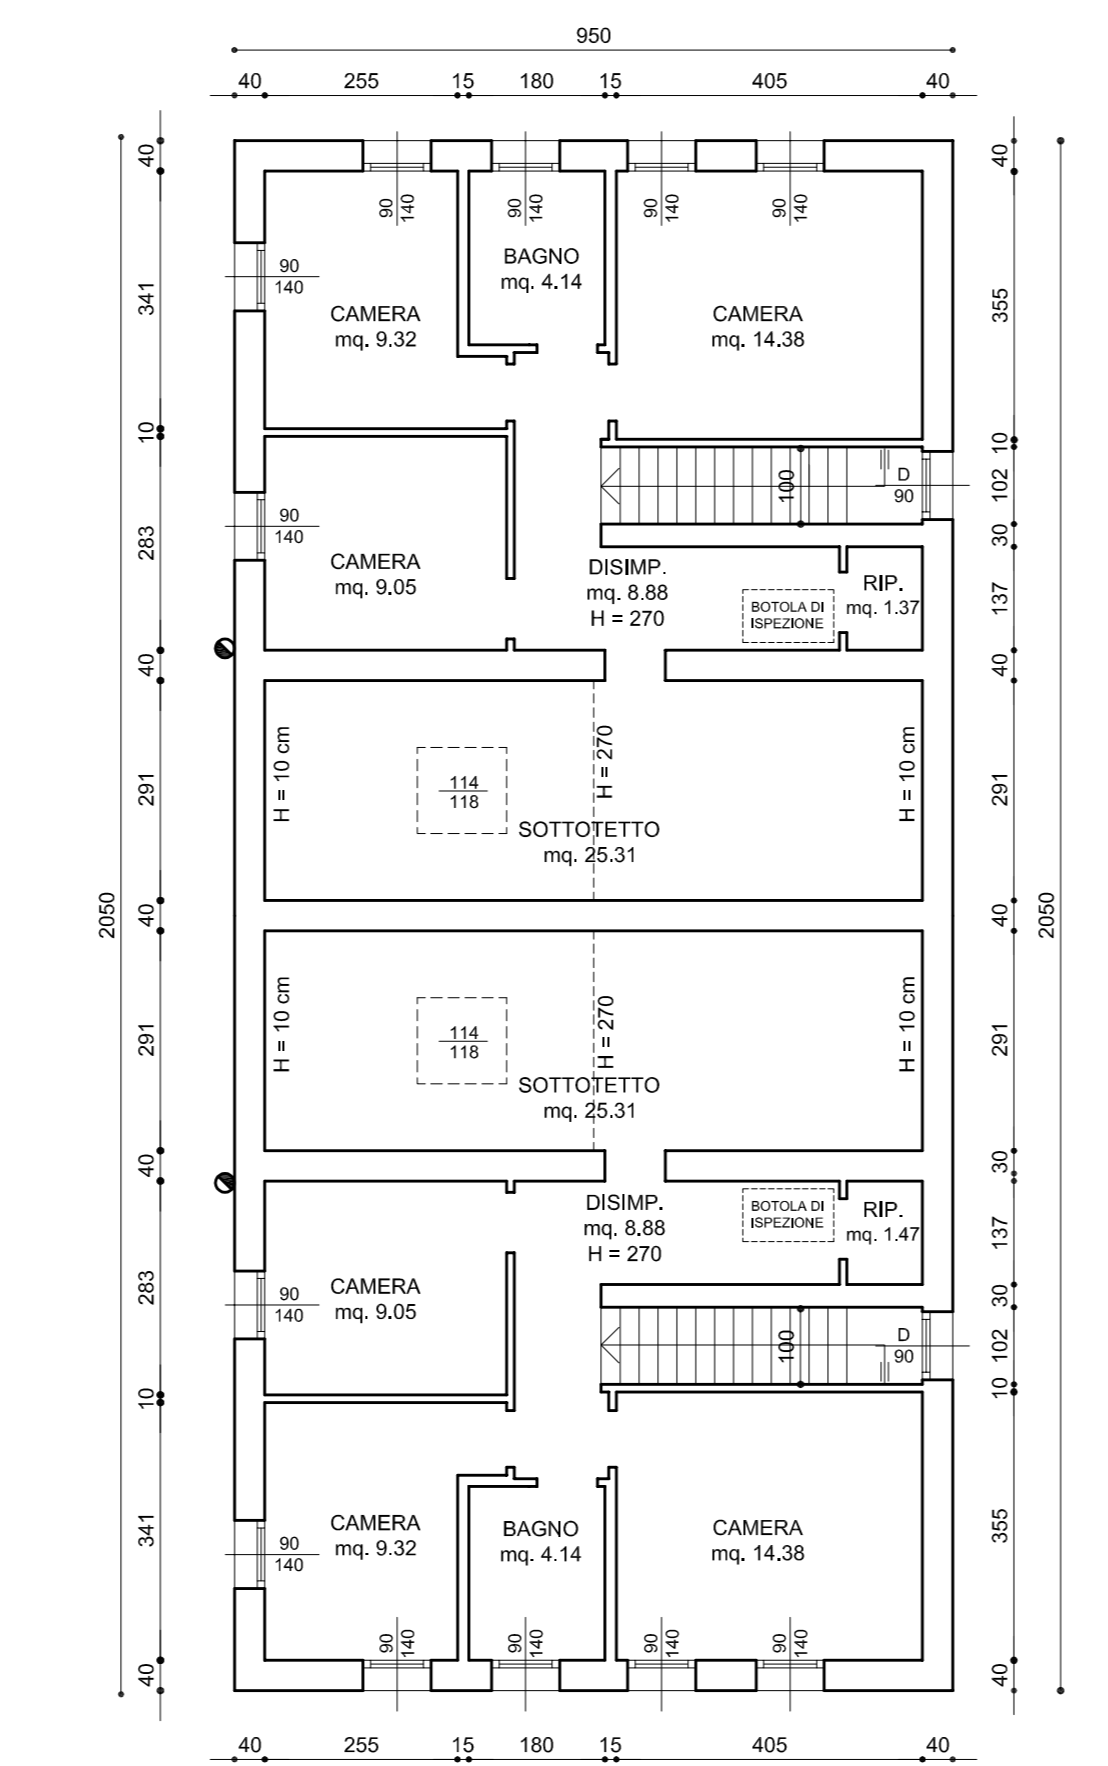 950
40 255 15 180 15 405 40
40
40
90
140
90
140
90
140
90
140
BAGNO
mq. 4.14
90
140
341
355
CAMERA
mq. 9.32
CAMERA
mq. 14.38
10
10
102
100
D
90
90
140
283
30
CAMERA
mq. 9.05
DISIMP.
mq. 8.88
H = 270
BOTOLA DI
ISPEZIONE
RIP.
mq. 1.37
137
40
40
H = 10 cm
H = 270
H = 10 cm
291
291
114
118
SOTTOTETTO
mq. 25.31
2050
2050
40
40
H = 10 cm
H = 270
H = 10 cm
291
291
114
118
SOTTOTETTO
mq. 25.31
40
30
DISIMP.
mq. 8.88
H = 270
BOTOLA DI
ISPEZIONE
RIP.
mq. 1.47
137
283
CAMERA
mq. 9.05
90
140
30
100
D
90
102
10
10
341
355
CAMERA
mq. 9.32
BAGNO
mq. 4.14
CAMERA
mq. 14.38
90
140
90
140
90
140
90
140
90
140
40
40
40 255 15 180 15 405 40